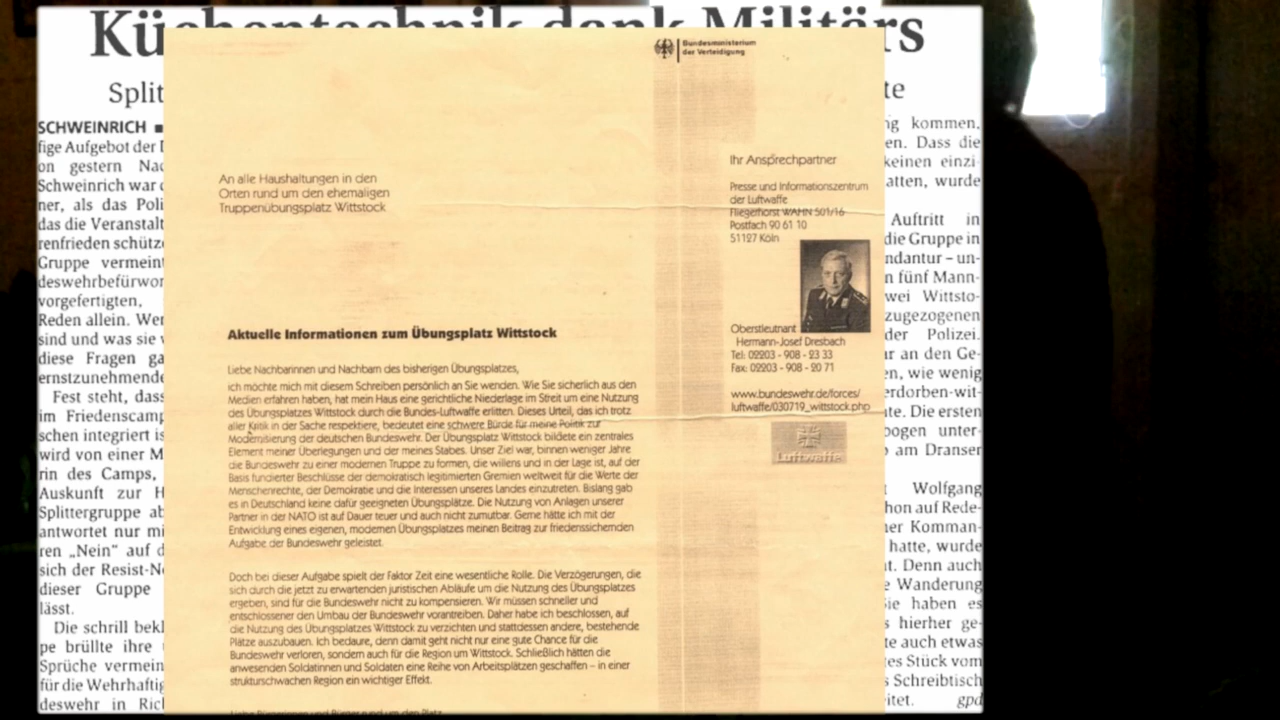 Küchentechnik dank Militärs
Split
te
SCHWEINRICH ■
fige Aufgebot der
on gestern Nac
Schweinrich war
ner, als das Poli
das die Veranstalt
renfrieden schütze
Gruppe vermeint
deswehrbefürwor
vorgefertigten,
Reden allein. Wer
sind und was sie
diese Fragen ga
ernstzunehmende
Fest steht, dass
im Friedenscamp
schen integriert is
wird von einer M
rin des Camps,
Auskunft zur H
Splittergruppe ab
antwortet nur mi
ren „Nein“ auf d
sich der Resist-N
dieser Gruppe
lässt.
Die schrill bekl
pe brüllte ihre
Sprüche vermein
für die Wehrhaftig
deswehr in Ric
Bundesministerium
der Verteidigung
An alle Haushaltungen in den
Orten rund um den ehemaligen
Truppenübungsplatz Wittstock
Ihr Ansprechpartner
Presse und Informationszentrum
der Luftwaffe
Fliegerhorst WAHN 501/16
Postfach 90 61 10
51127 Köln
Oberstleutnant
Hermann-Josef Dresbach
Tel: 02203 - 908 - 23 33
Fax: 02203 - 908 - 20 71
www.bundeswehr.de/forces/
luftwaffe/030719_wittstock.php
Luftwaffe
Aktuelle Informationen zum Übungsplatz Wittstock
Liebe Nachbarinnen und Nachbarn des bisherigen Übungsplatzes,
ich möchte mich mit diesem Schreiben persönlich an Sie wenden. Wie Sie sicherlich aus den
Medien erfahren haben, hat mein Haus eine gerichtliche Niederlage im Streit um eine Nutzung
des Übungsplatzes Wittstock durch die Bundes-Luftwaffe erlitten. Dieses Urteil, das ich trotz
aller Kritik in der Sache respektiere, bedeutet eine schwere Bürde für meine Politik zur
Modernisierung der deutschen Bundeswehr. Der Übungsplatz Wittstock bildete ein zentrales
Element meiner Überlegungen und der meines Stabes. Unser Ziel war, binnen weniger Jahre
die Bundeswehr zu einer modernen Truppe zu formen, die willens und in der Lage ist, auf der
Basis fundierter Beschlüsse der demokratisch legitimierten Gremien weltweit für die Werte der
Menschenrechte, der Demokratie und die Interessen unseres Landes einzutreten. Bislang gab
es in Deutschland keine dafür geeigneten Übungsplätze. Die Nutzung von Anlagen unserer
Partner in der NATO ist auf Dauer teuer und auch nicht zumutbar. Gerne hätte ich mit der
Entwicklung eines eigenen, modernen Übungsplatzes meinen Beitrag zur friedenssichernden
Aufgabe der Bundeswehr geleistet.
Doch bei dieser Aufgabe spielt der Faktor Zeit eine wesentliche Rolle. Die Verzögerungen, die
sich durch die jetzt zu erwartenden juristischen Abläufe um die Nutzung des Übungsplatzes
ergeben, sind für die Bundeswehr nicht zu kompensieren. Wir müssen schneller und
entschlossener den Umbau der Bundeswehr vorantreiben. Daher habe ich beschlossen, auf
die Nutzung des Übungsplatzes Wittstock zu verzichten und stattdessen andere, bestehende
Plätze auszubauen. Ich bedaure, denn damit geht nicht nur eine gute Chance für die
Bundeswehr verloren, sondern auch für die Region um Wittstock. Schließlich hätten die
anwesenden Soldatinnen und Soldaten eine Reihe von Arbeitsplätzen geschaffen – in einer
strukturschwachen Region ein wichtiger Effekt.
ng kommen,
en. Dass die
keinen einzi-
atten, wurde
Auftritt in
die Gruppe in
ndantur – un-
n fünf Mann-
wei Wittsto-
zugezogenen
der Polizei.
ur an den Ge-
en, wie wenig
erdorben-wit-
te. Die ersten
bogen unter-
am Dranser
Wolfgang
hon auf Rede-
er Komman-
hatte, wurde
t. Denn auch
e Wanderung
ie haben es
s hierher ge-
te auch etwas
es Stück vom
Schreibtisch
itet. gpd